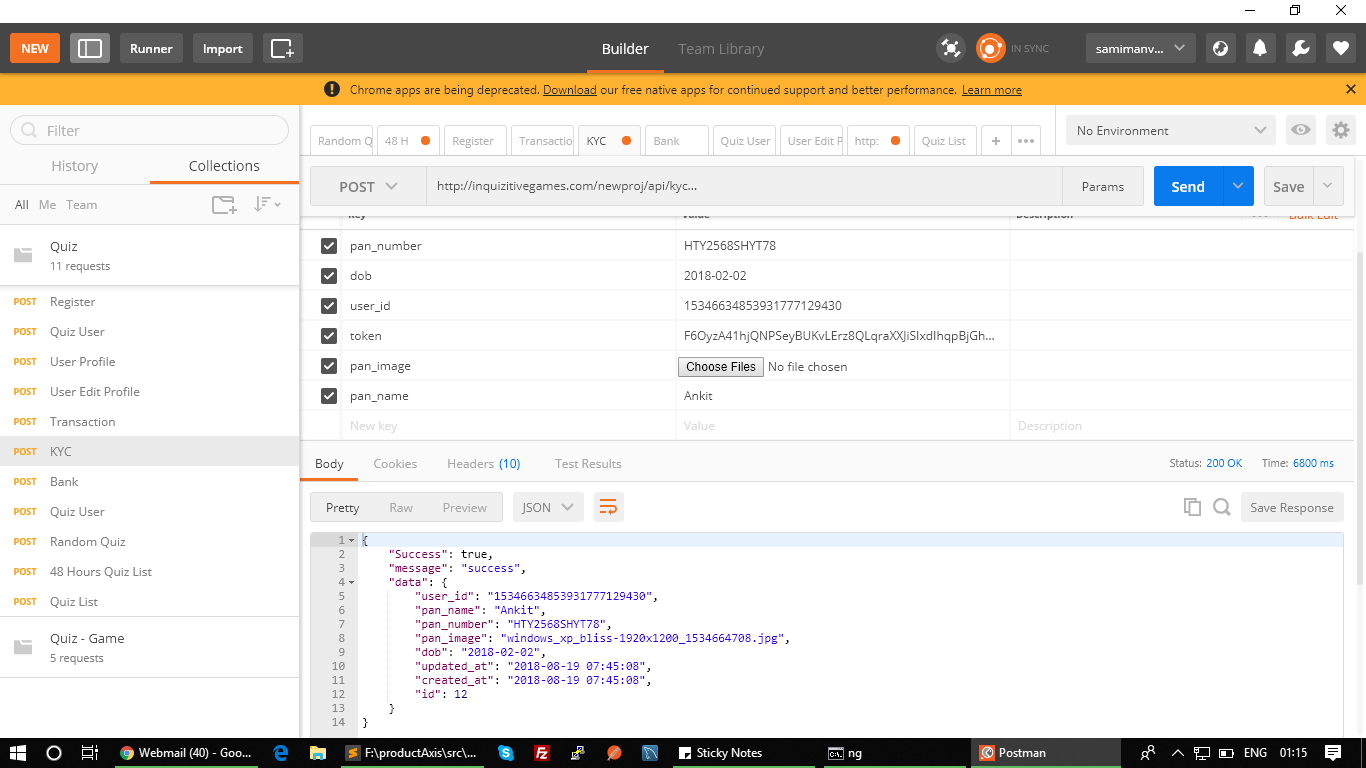 NEW Runner Import Builder Team Library IN SYNC samimanv...
Chrome apps are being deprecated. Download our free native apps for continued support and better performance. Learn more
Filter
History Collections
All Me Team
Quiz
11 requests
POST Register
POST Quiz User
POST User Profile
POST User Edit Profile
POST Transaction
POST KYC
POST Bank
POST Quiz User
POST Random Quiz
POST 48 Hours Quiz List
POST Quiz List
Quiz - Game
5 requests
Random Q 48 H Register Transactio KYC Bank Quiz User User Edit P http: Quiz List + •••
No Environment
POST http://inquizitivegames.com/newproj/api/kyc... Params Send Save
key value Description Bulk Edit
pan_number HTY2568SHYT78
dob 2018-02-02
user_id 15346634853931777129430
token F6OyzA41hjQNPSeyBUKvLErz8QLqraXXJiSIxdIhqpBjGh...
pan_image Choose Files No file chosen
pan_name Ankit
New key Value Description
Body Cookies Headers (10) Test Results Status: 200 OK Time: 6800 ms
Pretty Raw Preview JSON Save Response
1 {
2 "Success": true,
3 "message": "success",
4 "data": {
5 "user_id": "15346634853931777129430",
6 "pan_name": "Ankit",
7 "pan_number": "HTY2568SHYT78",
8 "pan_image": "windows_xp_bliss-1920x1200_1534664708.jpg",
9 "dob": "2018-02-02",
10 "updated_at": "2018-08-19 07:45:08",
11 "created_at": "2018-08-19 07:45:08",
12 "id": 12
13 }
14 }
Webmail (40) - Goo... F:\productAxis\src\... Sticky Notes ng Postman ENG 01:15